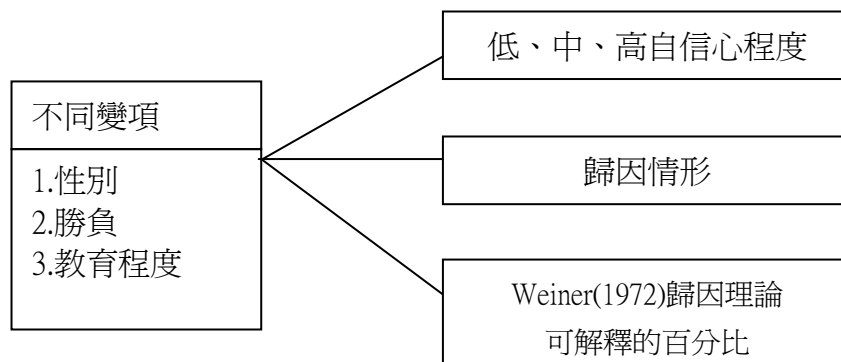 不同變項
1.性別
2.勝負
3.教育程度
低、中、高自信心程度
歸因情形
Weiner(1972)歸因理論
可解釋的百分比